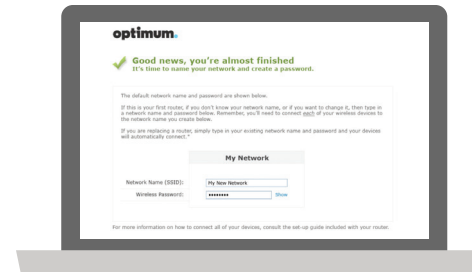 optimum.
Good news, you're almost finished
It's time to name your network and create a password.
The default network name and password are shown below.
If this is your first router, if you don't know your network name, or if you want to change it, then type in
a network name and password below. Remember, you'll need to connect each of your wireless devices to
the network you create below.
If you are replacing a router, simply type in your existing network name and password and your devices
will automatically connect.*
My Network
Network Name (SSID): My New Network
Wireless Password: •••••••• Show
For more information on how to connect all of your devices, consult the set-up guide included with your router.